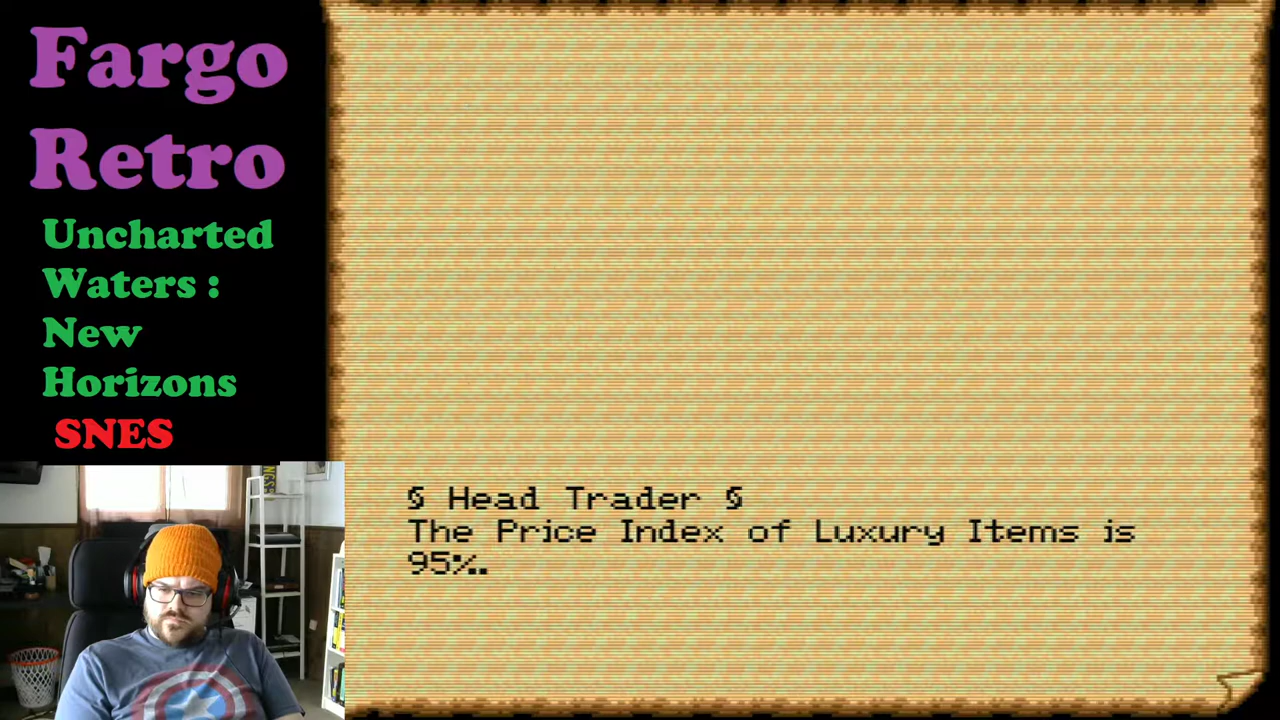 Fargo
Retro
Uncharted
Waters :
New
Horizons
SNES
§ Head Trader §
The Price Index of Luxury Items is
95%.